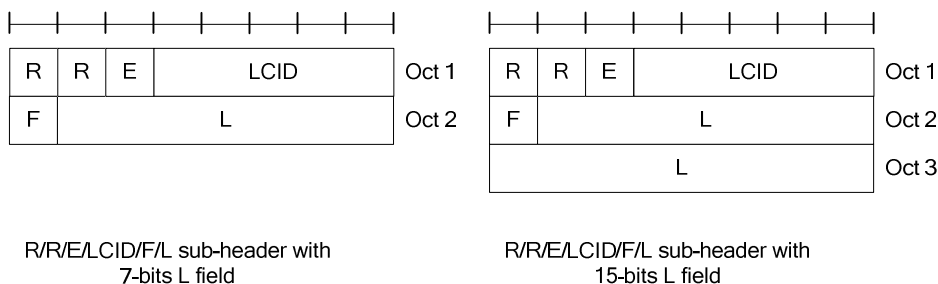 R R E LCID Oct 1
F L Oct 2
R/R/E/LCID/F/L sub-header with
7-bits L field
R R E LCID Oct 1
F L Oct 2
L Oct 3
R/R/E/LCID/F/L sub-header with
15-bits L field